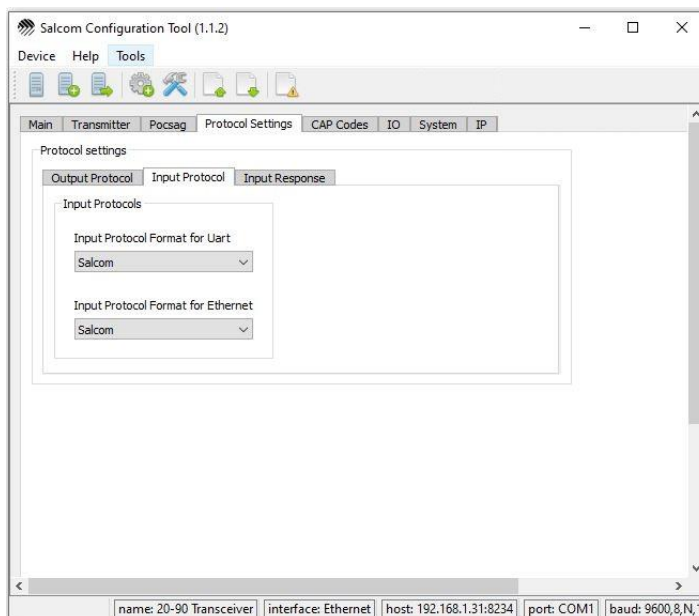 Salcom Configuration Tool (1.1.2)
Device Help Tools
Main Transmitter Pocsag Protocol Settings CAP Codes IO System IP
Protocol settings
Output Protocol Input Protocol Input Response
Input Protocols
Input Protocol Format for Uart
Salcom
Input Protocol Format for Ethernet
Salcom
name: 20-90 Transceiver interface: Ethernet host: 192.168.1.31:8234 port: COM1 baud: 9600,8,N,